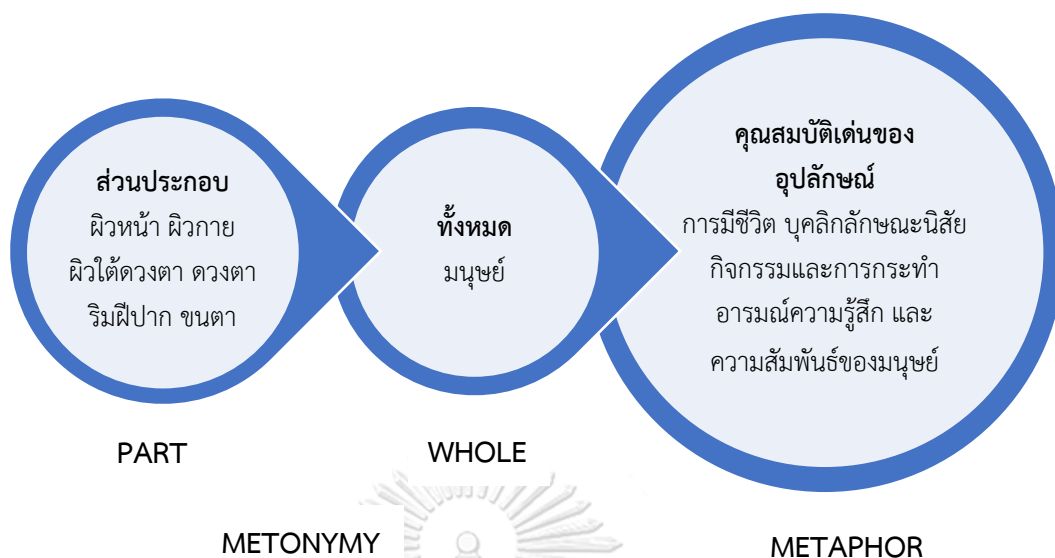 ส่วนประกอบ
ผิวหน้า ผิวกาย
ผิวใต้ดวงตา ดวงตา
ริมฝีปาก ขนตา
ทั้งหมด
มนุษย์
คุณสมบัติเด่นของ
อุปลักษณ์
การมีชีวิต บุคลิกลักษณะนิสัย
กิจกรรมและการกระทำ
อารมณ์ความรู้สึก และ
ความสัมพันธ์ของมนุษย์
PART
WHOLE
METONYMY
METAPHOR